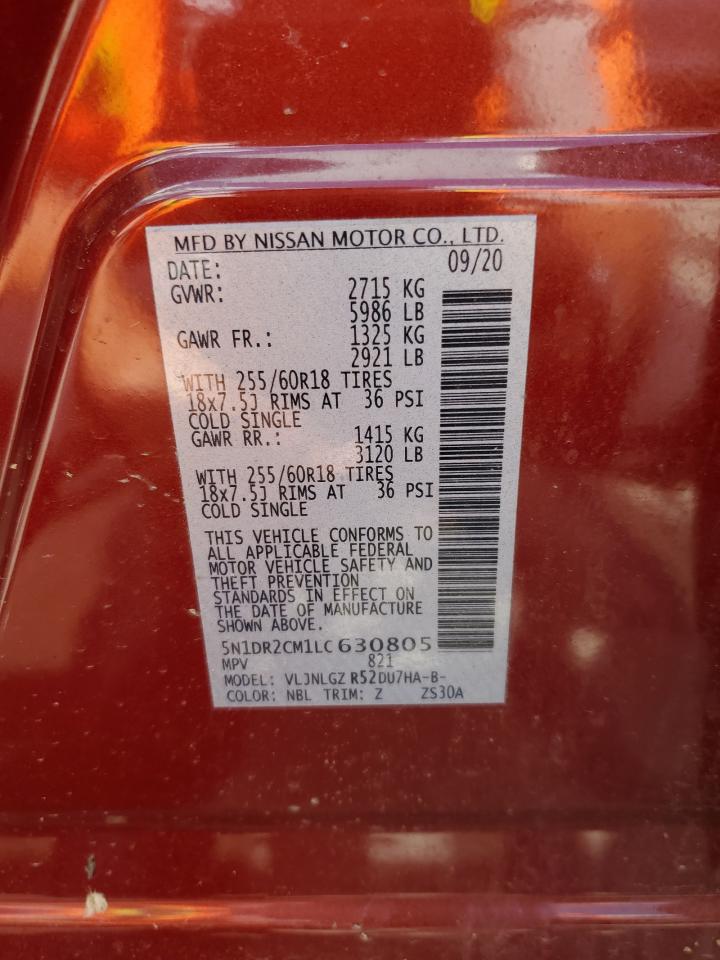 MFD BY NISSAN MOTOR CO., LTD.
DATE: 09/20
GVWR: 2715 KG
5986 LB
GAWR FR.: 1325 KG
2921 LB
WITH 255/60R18 TIRES
18x7.5J RIMS AT 36 PSI
COLD SINGLE
GAWR RR.: 1415 KG
3120 LB
WITH 255/60R18 TIRES
18x7.5J RIMS AT 36 PSI
COLD SINGLE
THIS VEHICLE CONFORMS TO
ALL APPLICABLE FEDERAL
MOTOR VEHICLE SAFETY AND
THEFT PREVENTION
STANDARDS IN EFFECT ON
THE DATE OF MANUFACTURE
SHOWN ABOVE.
5N1DR2CM1LC630805
MPV 821
MODEL: VLJNLGZ R52DU7HA-B-
COLOR: NBL TRIM: Z ZS30A